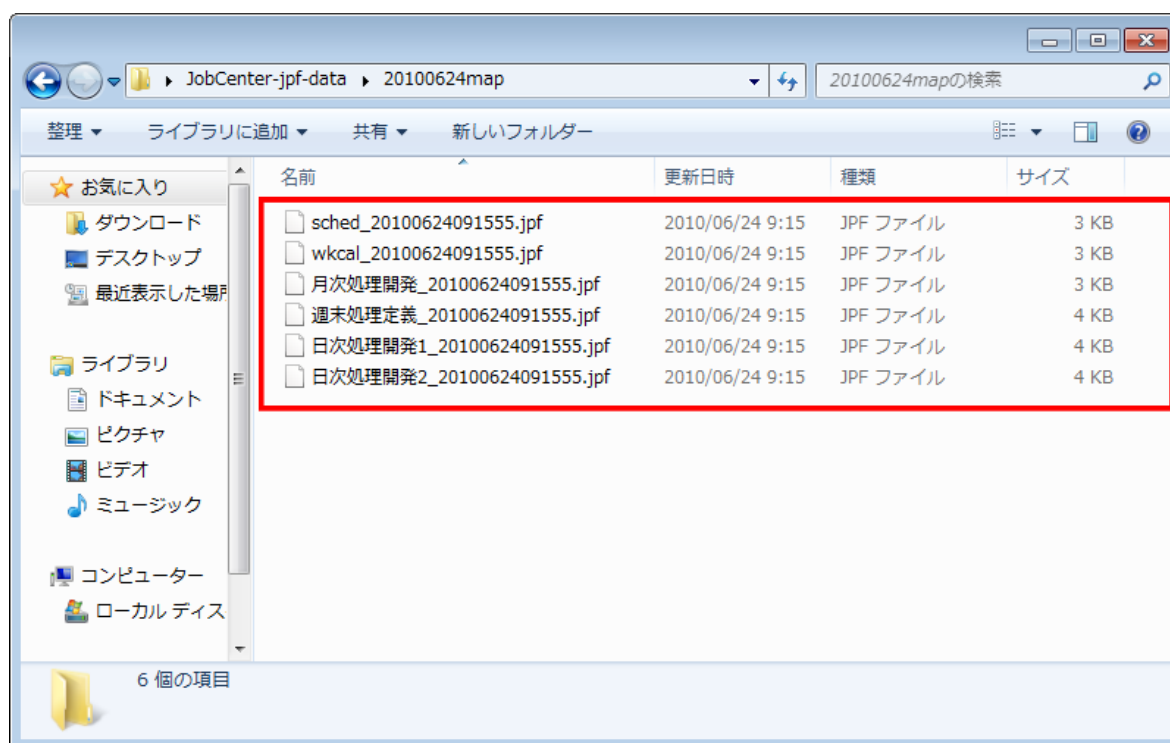 JobCenter-jpf-data 20100624map 20100624mapの検索
整理 ライブラリに追加 共有 新しいフォルダー
お気に入り
ダウンロード
デスクトップ
最近表示した場所
ライブラリ
ドキュメント
ピクチャ
ビデオ
ミュージック
コンピューター
ローカル ディス
名前 更新日時 種類 サイズ
sched_20100624091555.jpf 2010/06/24 9:15 JPF ファイル 3 KB
wkcal_20100624091555.jpf 2010/06/24 9:15 JPF ファイル 3 KB
月次処理開発_20100624091555.jpf 2010/06/24 9:15 JPF ファイル 3 KB
週末処理定義_20100624091555.jpf 2010/06/24 9:15 JPF ファイル 4 KB
日次処理開発1_20100624091555.jpf 2010/06/24 9:15 JPF ファイル 4 KB
日次処理開発2_20100624091555.jpf 2010/06/24 9:15 JPF ファイル 4 KB
6 個の項目